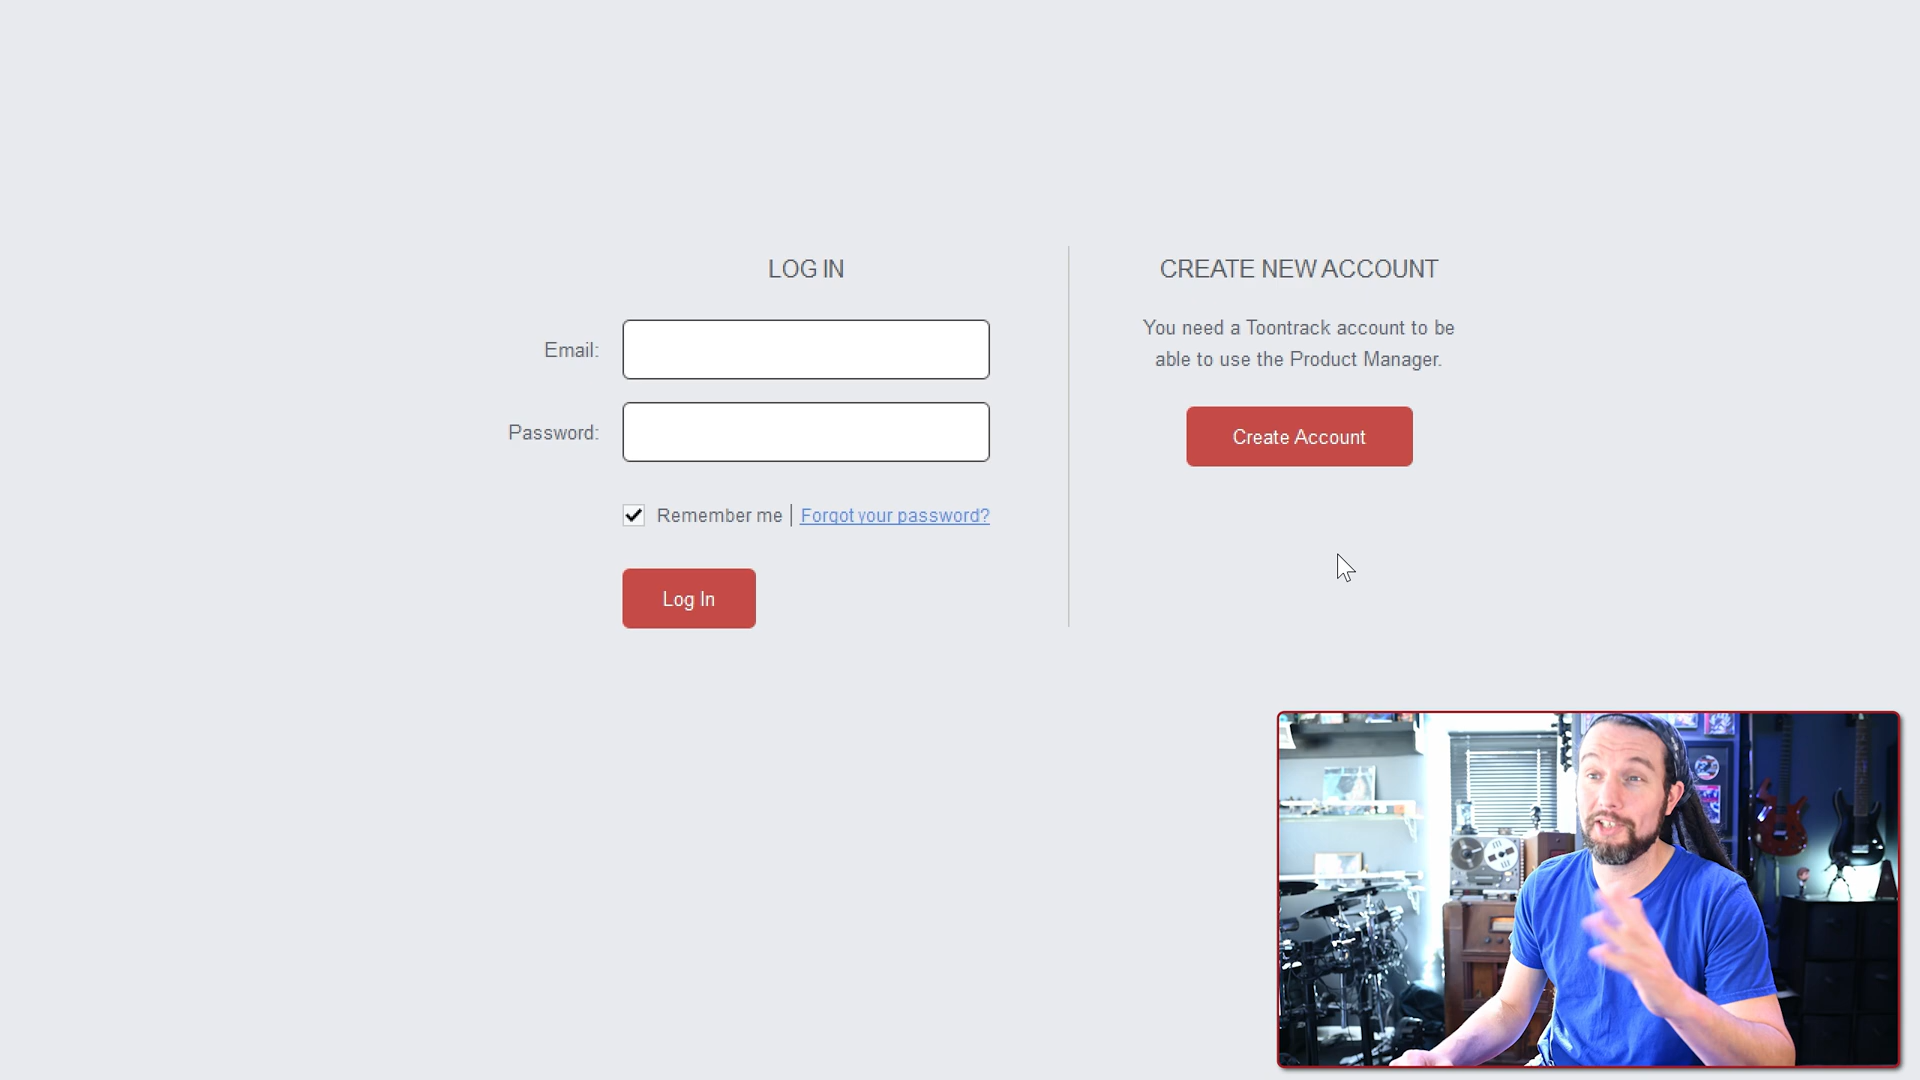 LOG IN
Email:
Password:
Remember me | Forgot your password?
Log In
CREATE NEW ACCOUNT
You need a Toontrack account to be
able to use the Product Manager.
Create Account